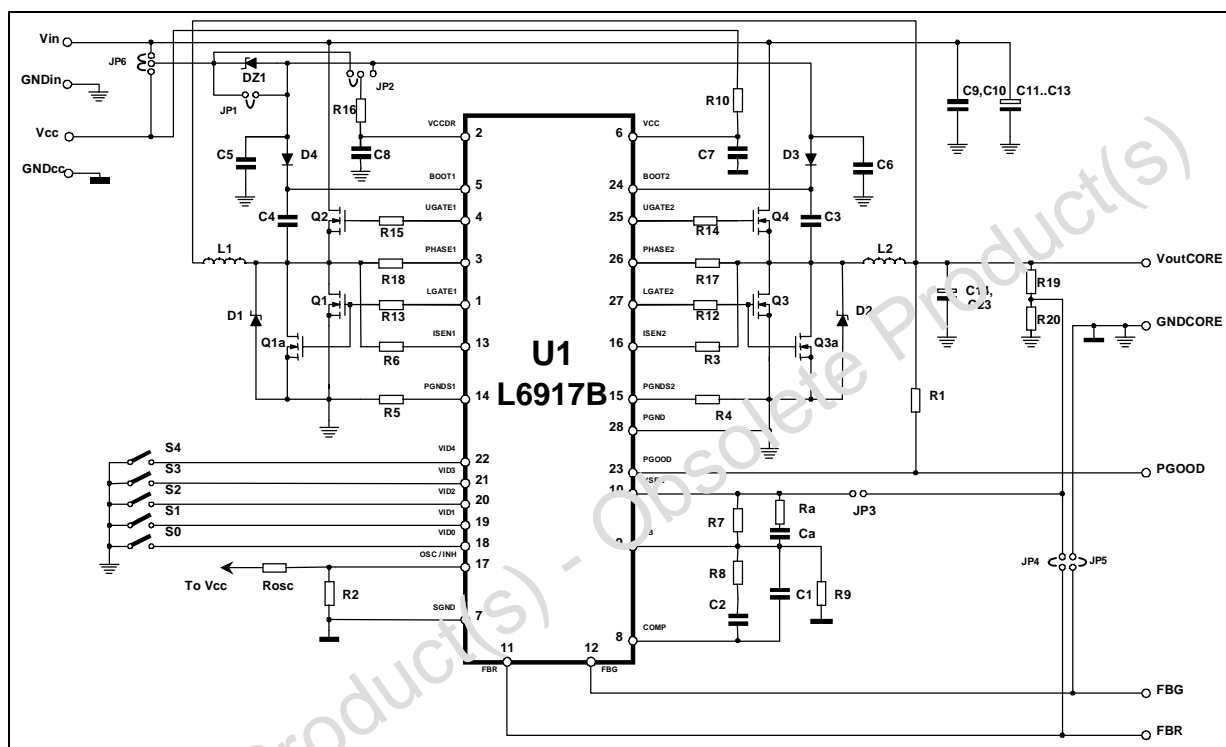 Vin
GNDin
Vcc
GNDcc
JP6
DZ1
JP1
JP2
R16
R10
C9,C10
C11..C13
VCCDR
2
6
VCC
C5
D4
C8
C7
D3
C6
BOOT1
5
24
BOOT2
C4
Q2
UGATE1
4
25
UGATE2
Q4
C3
R15
R14
L1
PHASE1
3
26
PHASE2
L2
VoutCORE
R18
R17
R19
Q1
LGATE1
1
27
LGATE2
Q3
C14,
C23
D1
R13
R12
D2
R20
GNDCORE
Q1a
ISEN1
13
16
ISEN2
Q3a
R6
R3
U1
L6917B
PGNDS1
14
15
PGNDS2
R5
R4
R1
28
PGND
S4
VID4
22
23
PGOOD
PGOOD
S3
VID3
21
10
S2
VID2
20
R7
Ra
JP3
S1
VID1
19
Ca
S0
VID0
18
9
OSC / INH
17
To Vcc
Rosc
R2
R8
C2
C1
R9
JP4
JP5
SGND
7
8
COMP
11
12
FBR
FBG
FBG
FBR
Product(s) - Obsolete Product(s)